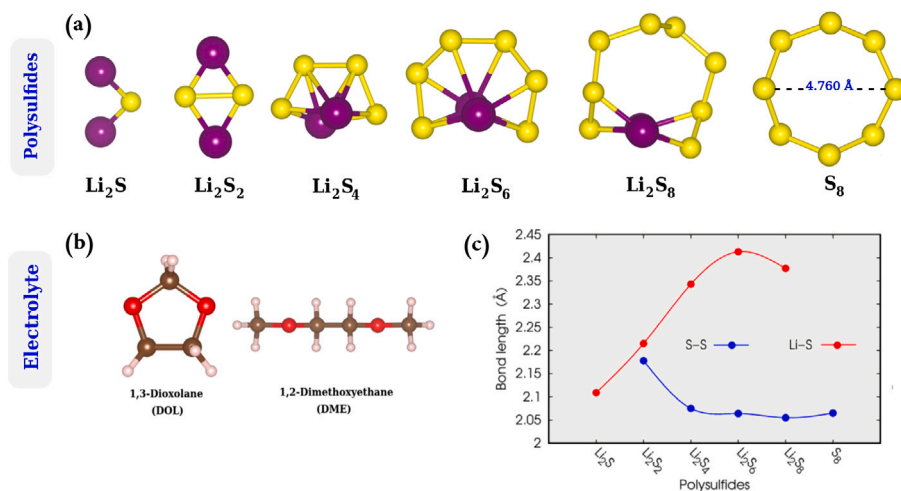 (a)
Polysulfides
4.760 Å
Li₂S
Li₂S₂
Li₂S₄
Li₂S₆
Li₂S₈
S₈
(b)
Electrolyte
1,3-Dioxolane
(DOL)
1,2-Dimethoxyethane
(DME)
(c)
2.45
2.4
2.35
2.3
2.25
2.2
2.15
2.1
2.05
2
Bond length (Å)
S-S
Li-S
Li₂S
Li₂S₂
Li₂S₄
Li₂S₆
Li₂S₈
S₈
Polysulfides